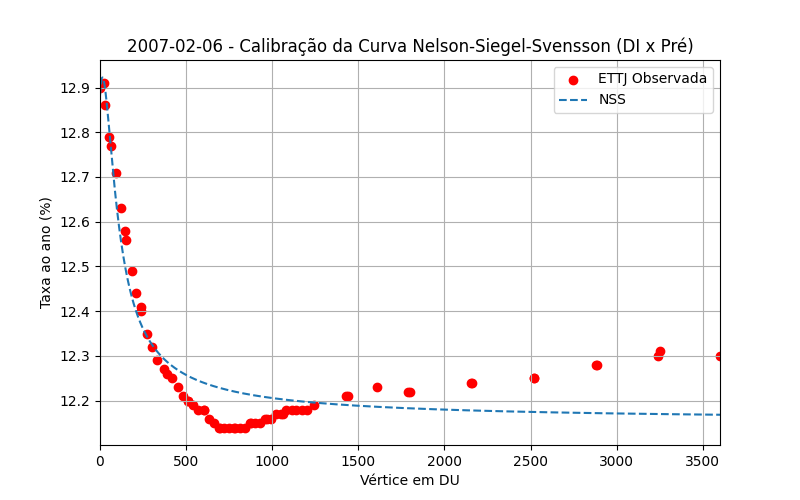 2007-02-06 - Calibração da Curva Nelson-Siegel-Svensson (DI x Pré)
ETTJ Observada
NSS
Taxa ao ano (%)
12.9
12.8
12.7
12.6
12.5
12.4
12.3
12.2
0 500 1000 1500 2000 2500 3000 3500
Vértice em DU